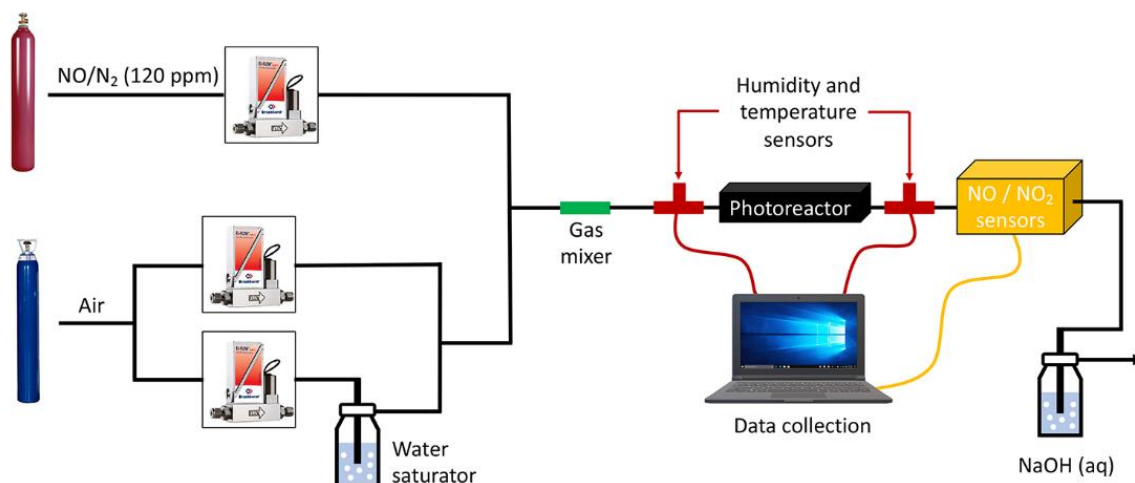 NO/N₂ (120 ppm)
Air
Water
saturator
Gas
mixer
Humidity and
temperature
sensors
Photoreactor
NO / NO₂
sensors
Data collection
NaOH (aq)